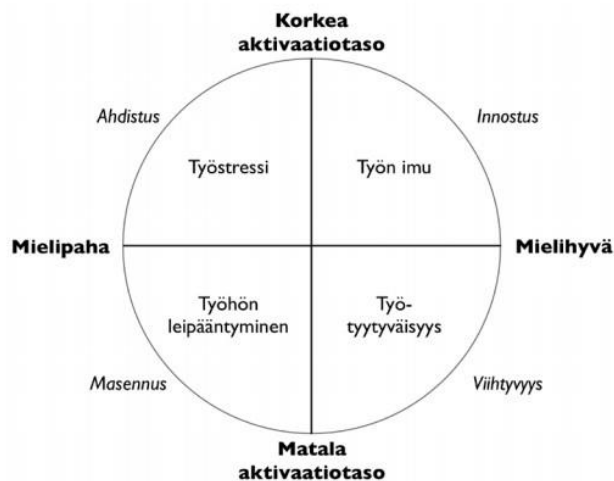 Korkea
aktivaatiotaso
Ahdistus
Innostus
Työstressi
Työn imu
Mielipaha
Mielihyvä
Työhön
leipääntyminen
Työ-
tyytyväisyys
Masennus
Viihtyvyys
Matala
aktivaatiotaso